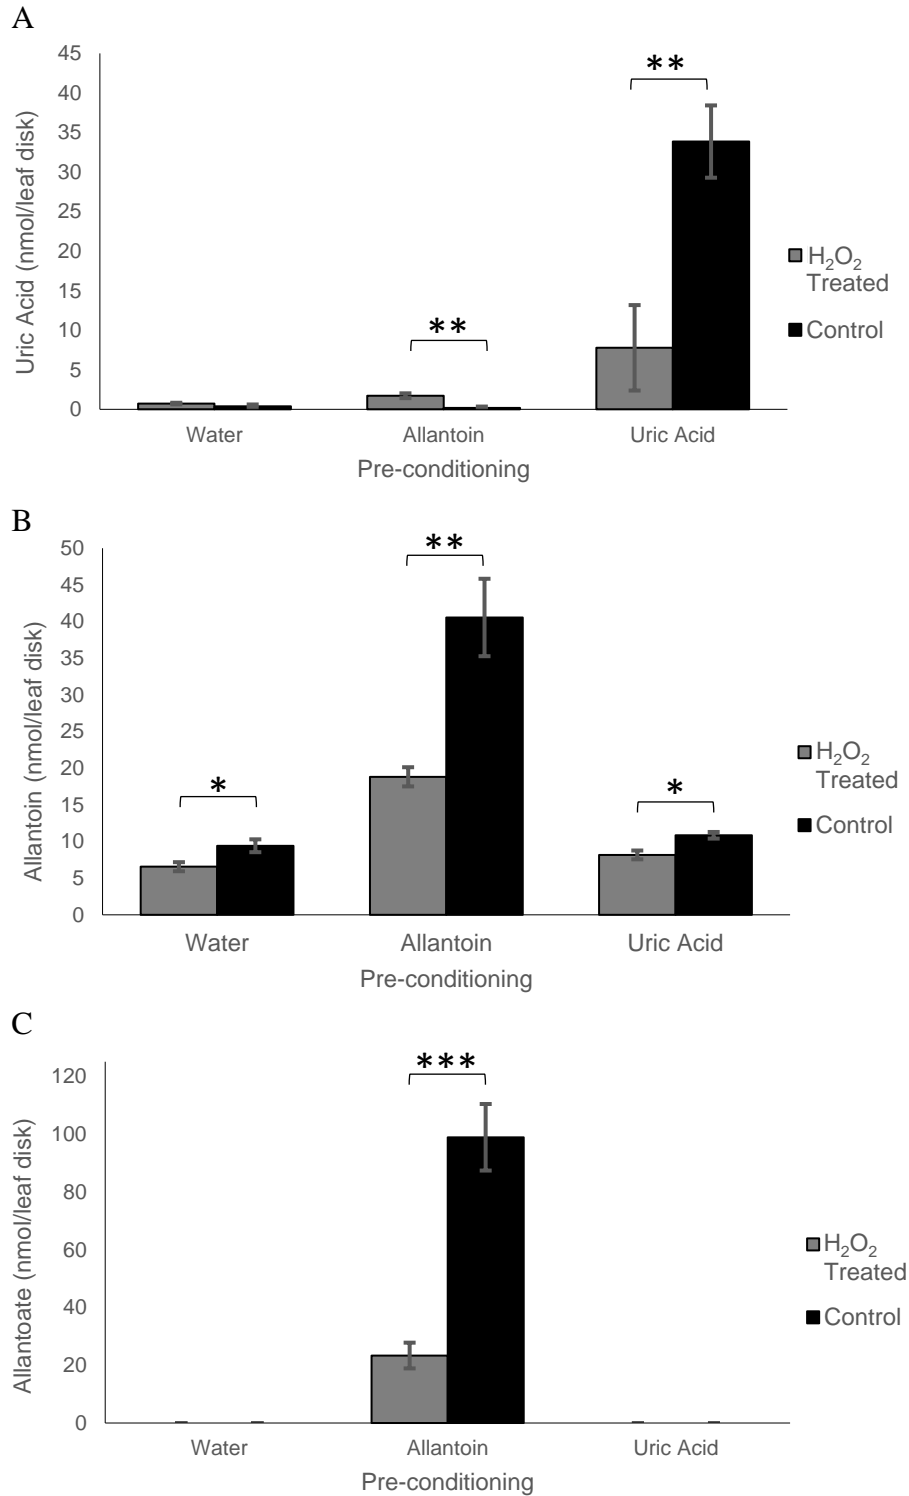 A
45
40
35
30
25
20
15
10
5
0
Uric Acid (nmol/leaf disk)
**
**
Water
Allantoin
Uric Acid
Pre-conditioning
H₂O₂
Treated
Control
B
50
45
40
35
30
25
20
15
10
5
0
Allantoin (nmol/leaf disk)
*
**
*
Water
Allantoin
Uric Acid
Pre-conditioning
H₂O₂
Treated
Control
C
120
100
80
60
40
20
0
Allantoate (nmol/leaf disk)
***
Water
Allantoin
Uric Acid
Pre-conditioning
H₂O₂
Treated
Control